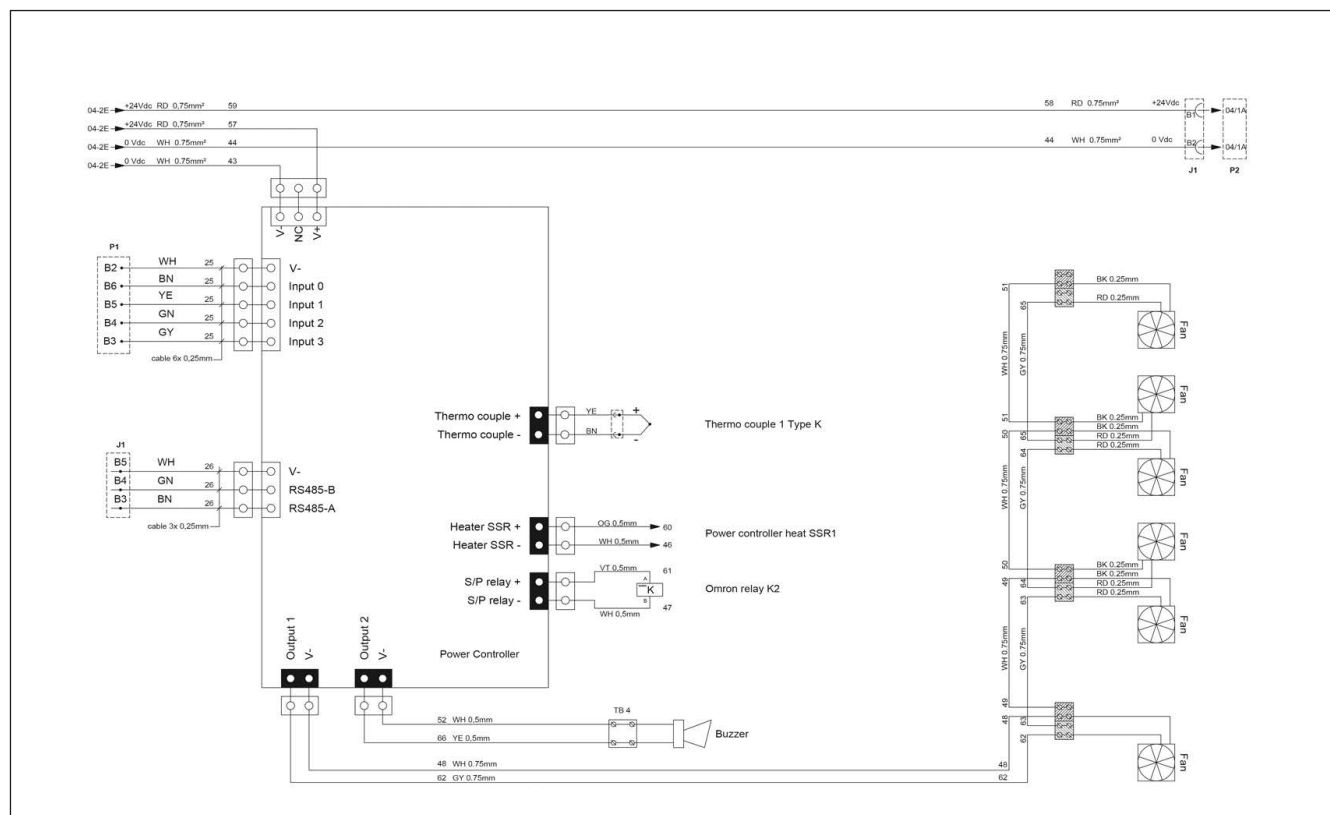 04-2E +24Vdc RD 0,75mm² 59 58 RD 0.75mm² +24Vdc B1 04/1A
04-2E +24Vdc RD 0,75mm² 57
04-2E 0 Vdc WH 0.75mm² 44 44 WH 0.75mm² 0 Vdc B2 04/1A
04-2E 0 Vdc WH 0.75mm² 43
J1 P2
V- NC V+
P1
B2 WH 25 V-
B6 BN 25 Input 0
B5 YE 25 Input 1
B4 GN 25 Input 2
B3 GY 25 Input 3
cable 6x 0,25mm
Thermo couple + YE + 
Thermo couple - BN -
Thermo couple 1 Type K
J1
B5 WH 26 V-
B4 GN 26 RS485-B
B3 BN 26 RS485-A
cable 3x 0,25mm
Heater SSR + OG 0,5mm 60
Heater SSR - WH 0,5mm 46
Power controller heat SSR1
S/P relay + VT 0,5mm 61
A
K
B
S/P relay - WH 0,5mm 47
Omron relay K2
Power Controller
Output 1 V- Output 2 V-
52 WH 0,5mm
66 YE 0,5mm
TB 4
Buzzer
48 WH 0.75mm 48
62 GY 0.75mm 62
51 BK 0.25mm
65 RD 0.25mm
Fan
WH 0.75mm
GY 0.75mm
Fan
51 BK 0.25mm
50 BK 0.25mm
65 RD 0.25mm
64 RD 0.25mm
Fan
WH 0.75mm
GY 0.75mm
Fan
50 BK 0.25mm
49 BK 0.25mm
64 RD 0.25mm
63 RD 0.25mm
Fan
WH 0.75mm
GY 0.75mm
49
48
63
62
Fan